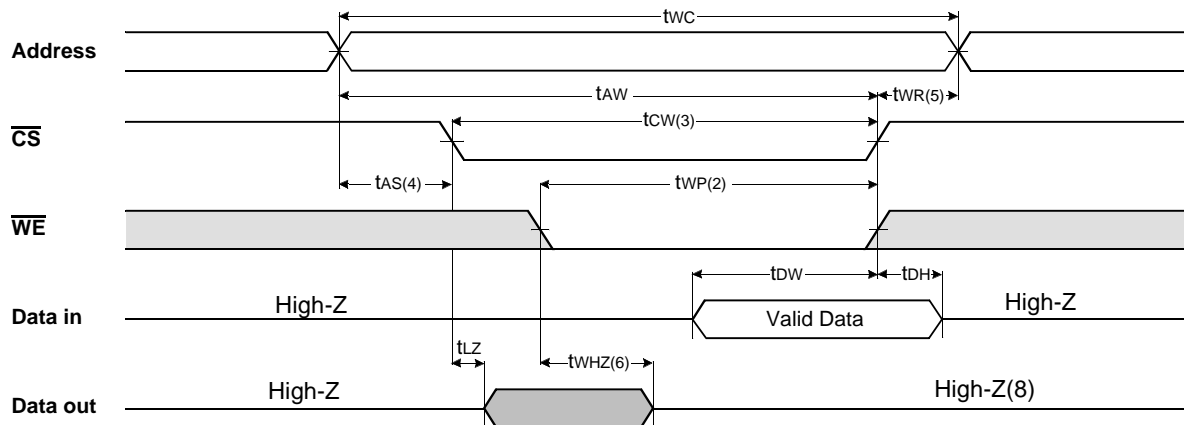 tWC
Address
tAW
tWR(5)
tCW(3)
CS
tAS(4)
tWP(2)
WE
tDW
tDH
High-Z
High-Z
Data in
Valid Data
tLZ
tWHZ(6)
High-Z
High-Z(8)
Data out